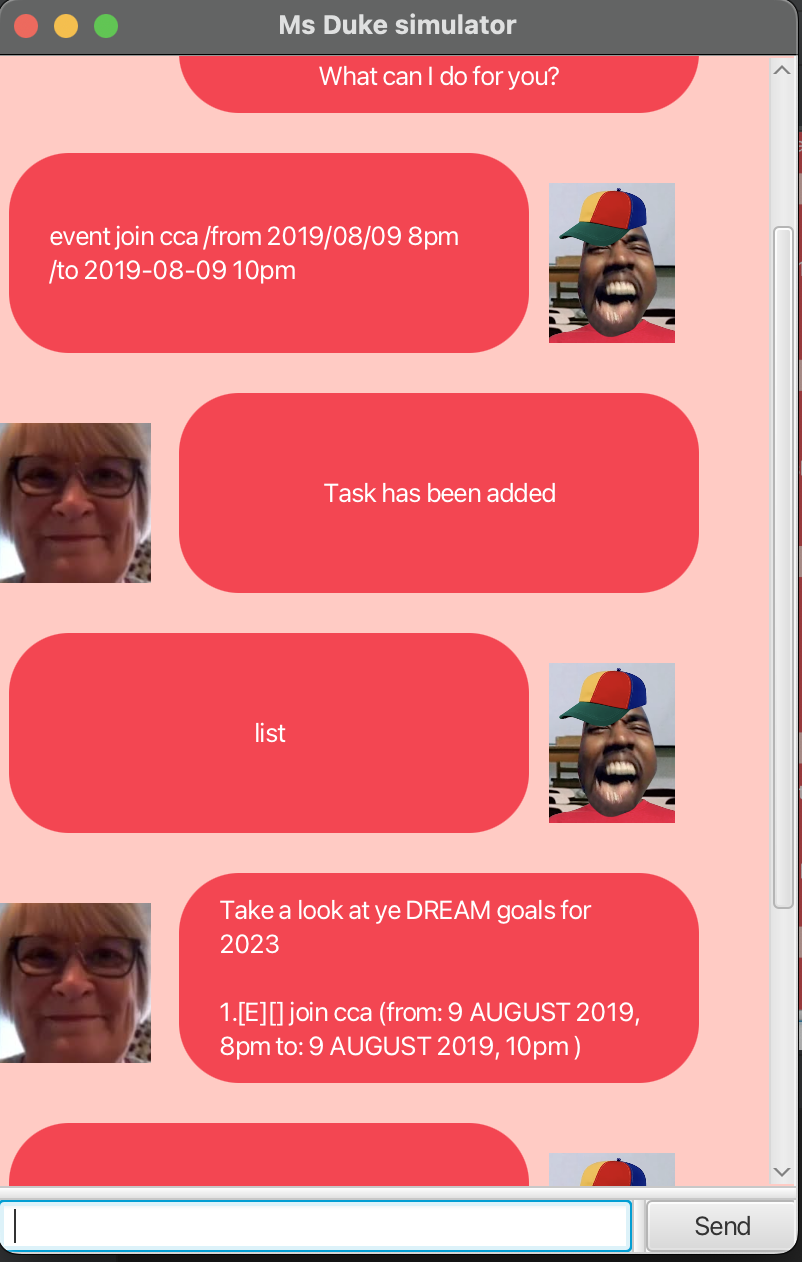 Ms Duke simulator
What can I do for you?
event join cca /from 2019/08/09 8pm
/to 2019-08-09 10pm
Task has been added
list
Take a look at ye DREAM goals for
2023
1.[E][] join cca (from: 9 AUGUST 2019,
8pm to: 9 AUGUST 2019, 10pm )
Send